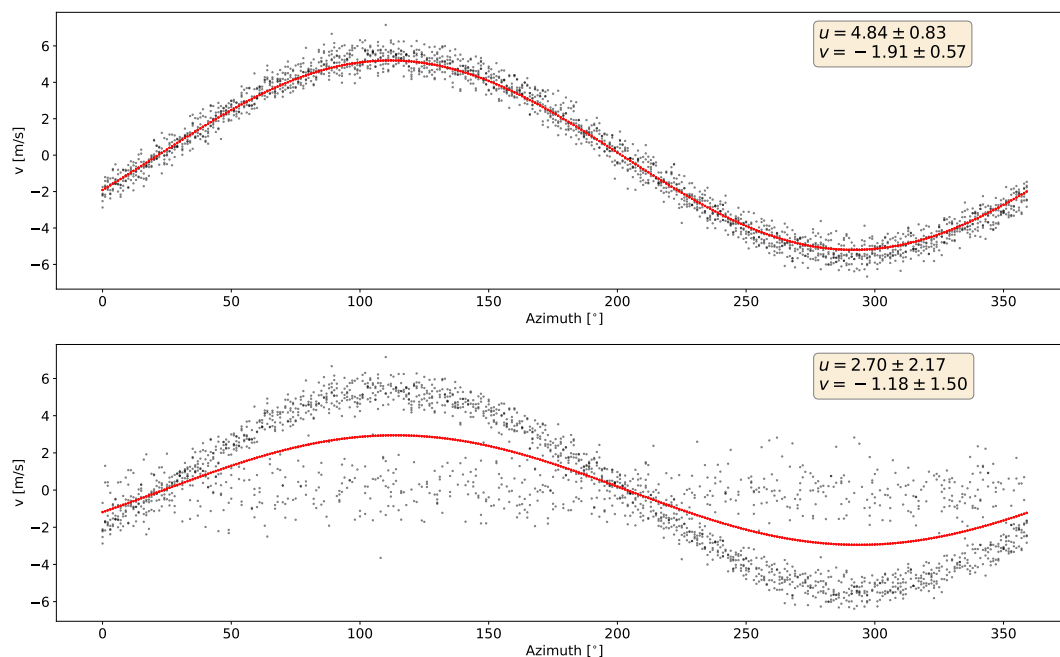 u = 4.84 ± 0.83
v = −1.91 ± 0.57
v [m/s]
6
4
2
0
−2
−4
−6
0 50 100 150 200 250 300 350
Azimuth [°]
u = 2.70 ± 2.17
v = −1.18 ± 1.50
v [m/s]
6
4
2
0
−2
−4
−6
0 50 100 150 200 250 300 350
Azimuth [°]